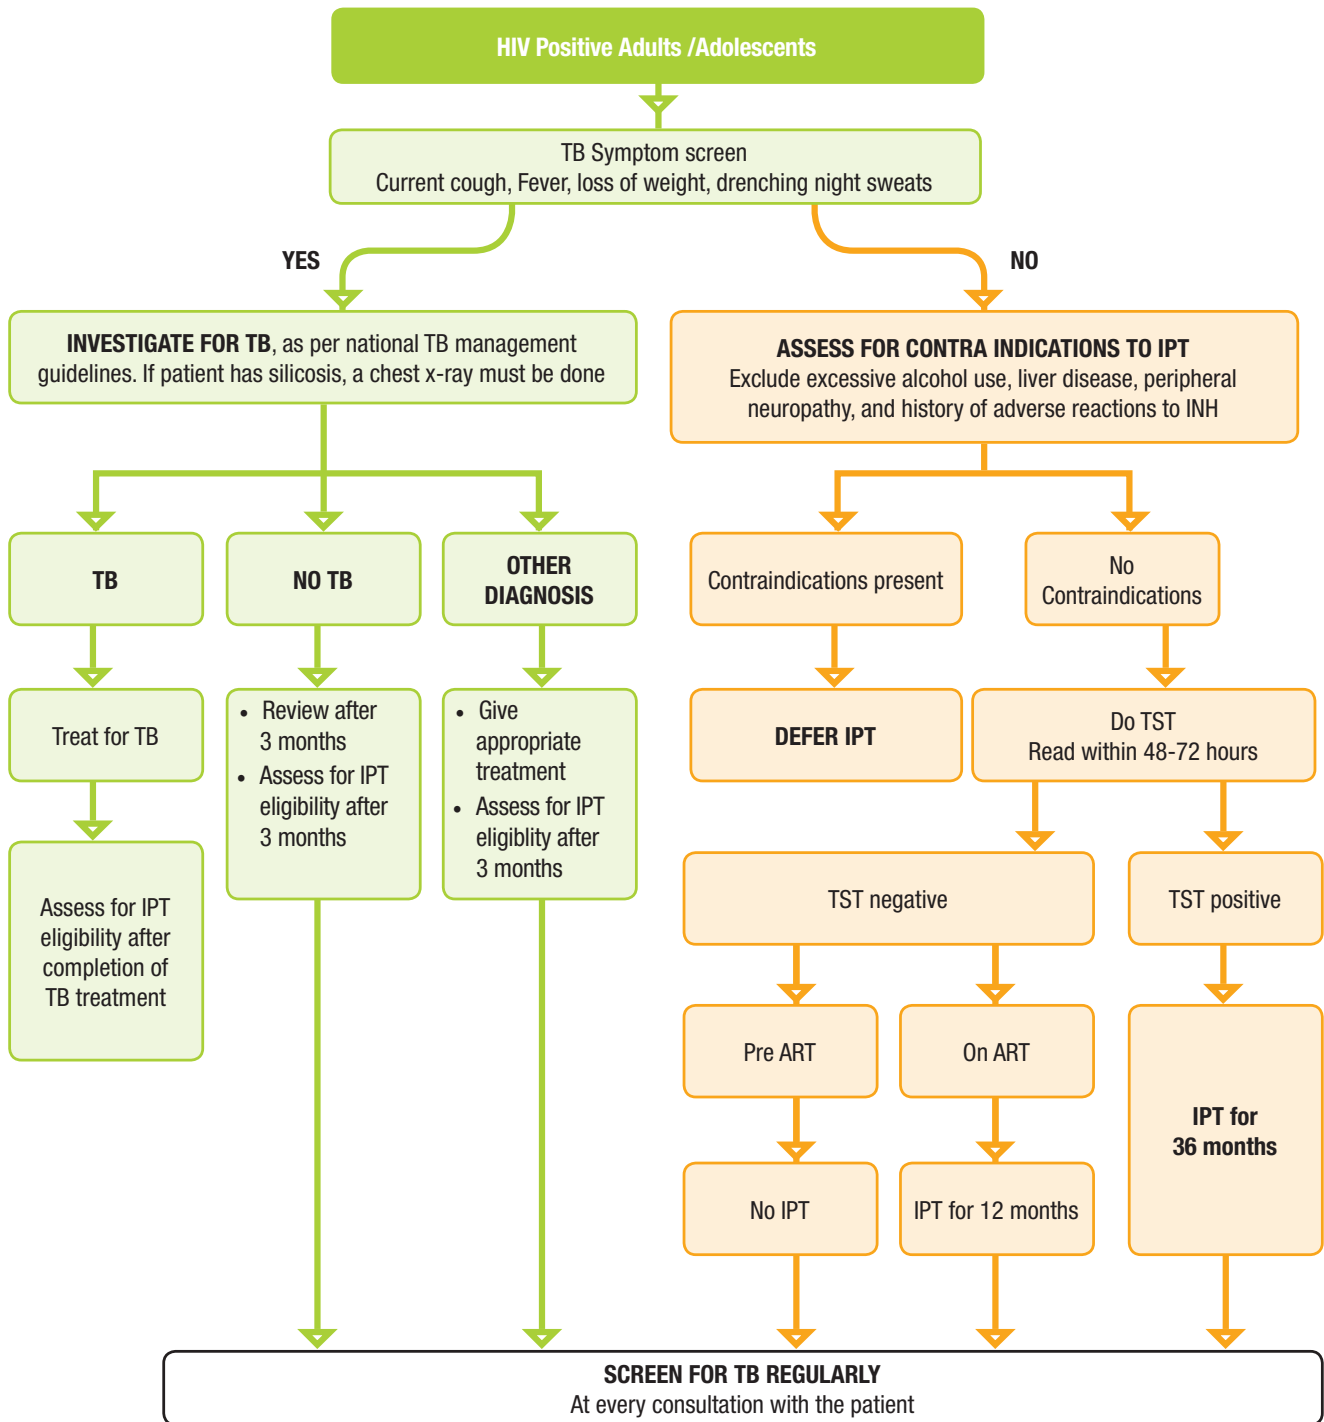 HIV Positive Adults /Adolescents
TB Symptom screen
Current cough, Fever, loss of weight, drenching night sweats
YES
NO
INVESTIGATE FOR TB, as per national TB management
guidelines. If patient has silicosis, a chest x-ray must be done
ASSESS FOR CONTRA INDICATIONS TO IPT
Exclude excessive alcohol use, liver disease, peripheral
neuropathy, and history of adverse reactions to INH
TB
NO TB
OTHER
DIAGNOSIS
Contraindications present
No
Contraindications
Treat for TB
• Review after
3 months
• Assess for IPT
eligibility after
3 months
• Give
appropriate
treatment
• Assess for IPT
eligiblity after
3 months
DEFER IPT
Do TST
Read within 48-72 hours
Assess for IPT
eligibility after
completion of
TB treatment
TST negative
TST positive
Pre ART
On ART
IPT for
36 months
No IPT
IPT for 12 months
SCREEN FOR TB REGULARLY
At every consultation with the patient